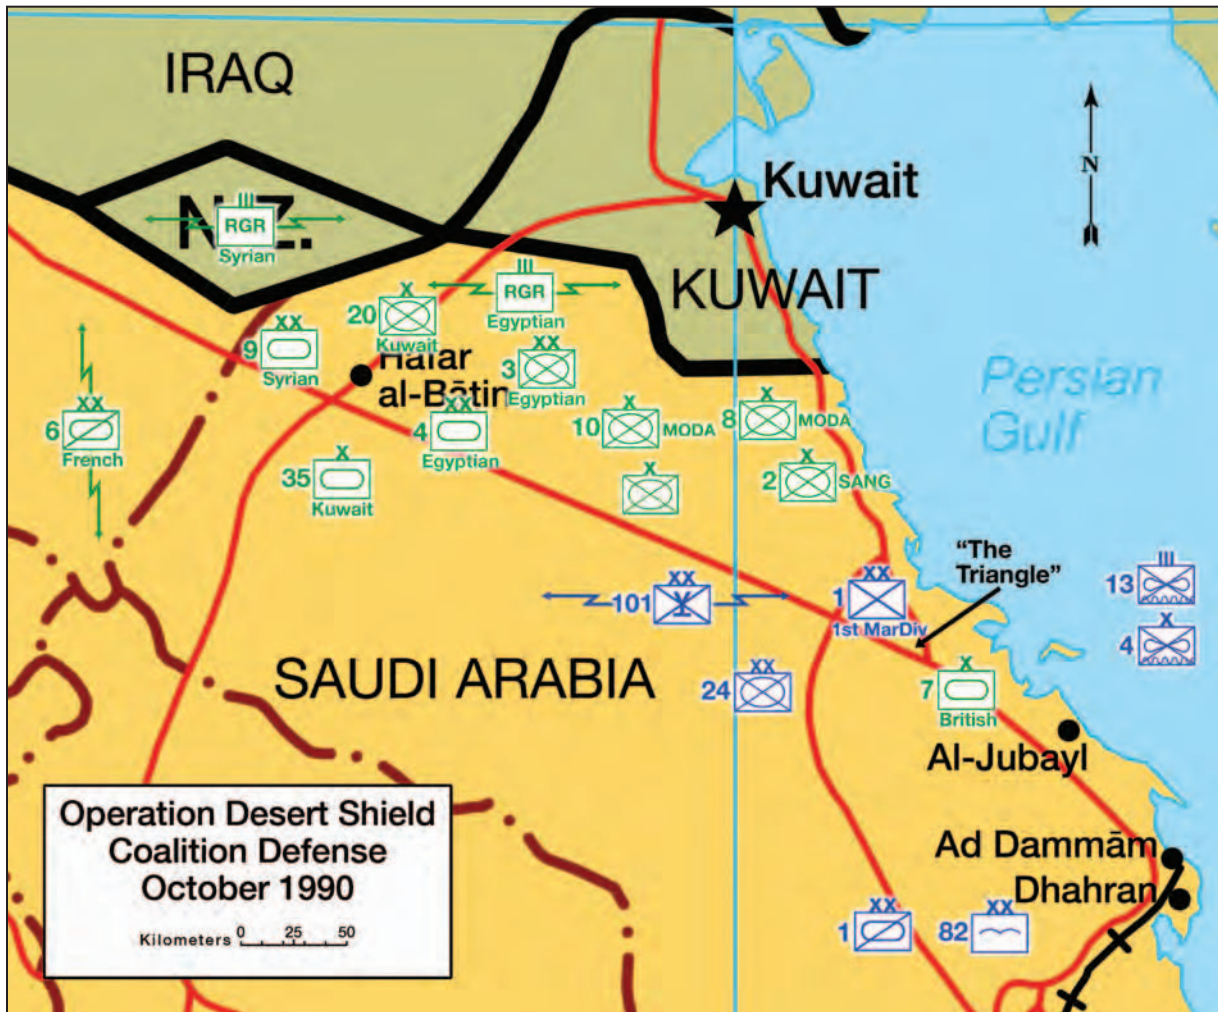 IRAQ
N
Kuwait
N.Z.
III
RGR
Syrian
KUWAIT
III
RGR
Egyptian
X
20
Kuwait
XX
9
Syrian
Hafar
al-Bātin
XX
3
Egyptian
Persian
Gulf
XX
6
French
XX
4
Egyptian
X
10 MODA
X
8 MODA
X
35
Kuwait
X
X
2 SANG
"The
Triangle"
XX
101
XX
1
1st MarDiv
III
13
X
4
SAUDI ARABIA
XX
24
X
7
British
Al-Jubayl
Operation Desert Shield
Coalition Defense
October 1990
Kilometers 0 25 50
Ad Dammām
Dhahran
XX
1
XX
82